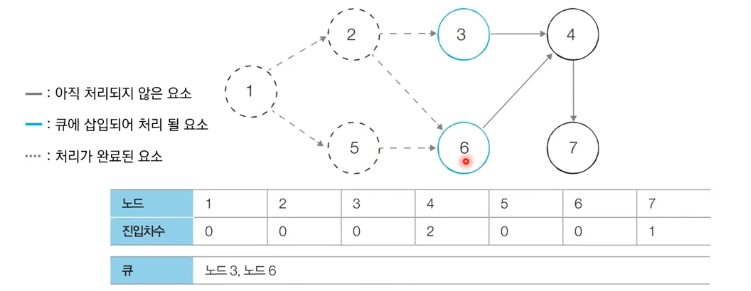 2
3
4
1
: 아직 처리되지 않은 요소
: 큐에 삽입되어 처리 될 요소
: 처리가 완료된 요소
5
6
7
노드 1 2 3 4 5 6 7
진입차수 0 0 0 2 0 0 1
큐 노드 3, 노드 6